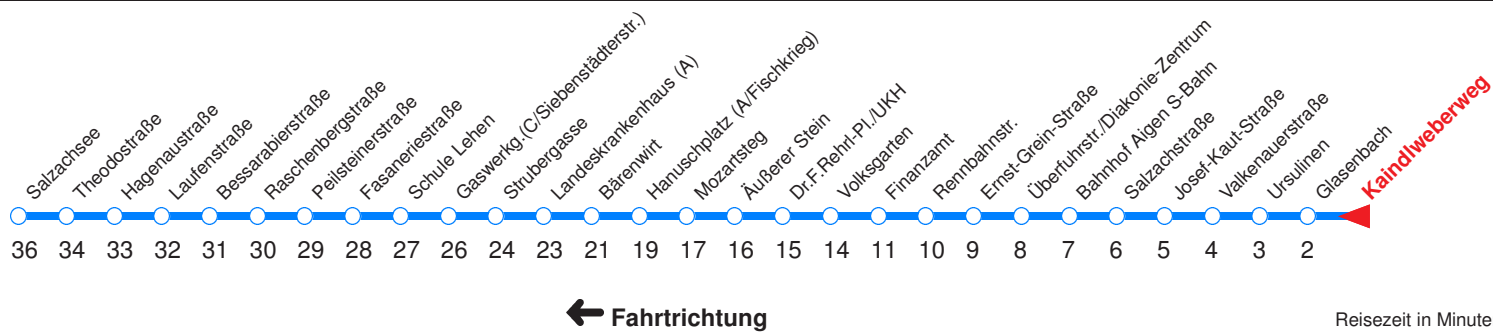 Salzachsee
Theodostraße
Hagenaustraße
Laufenstraße
Bessarabierstraße
Raschenbergstraße
Peilsteinerstraße
Fasaneriestraße
Schule Lehen
Gaswerkg.(C/Siebenstädterstr.)
Strubergasse
Landeskrankenhaus (A)
Bärenwirt
Hanuschplatz (A/Fischkrieg)
Mozartsteg
Äußerer Stein
Dr.F.Rehrl-Pl./UKH
Volksgarten
Finanzamt
Rennbahnstr.
Ernst-Grein-Straße
Überfuhrstr./Diakonie-Zentrum
Bahnhof Aigen S-Bahn
Salzachstraße
Josef-Kaut-Straße
Valkenauerstraße
Ursulinen
Glasenbach
Kaindlweberweg
36 34 33 32 31 30 29 28 27 26 24 23 21 19 17 16 15 14 11 10 9 8 7 6 5 4 3 2
Fahrtrichtung
Reisezeit in Minute